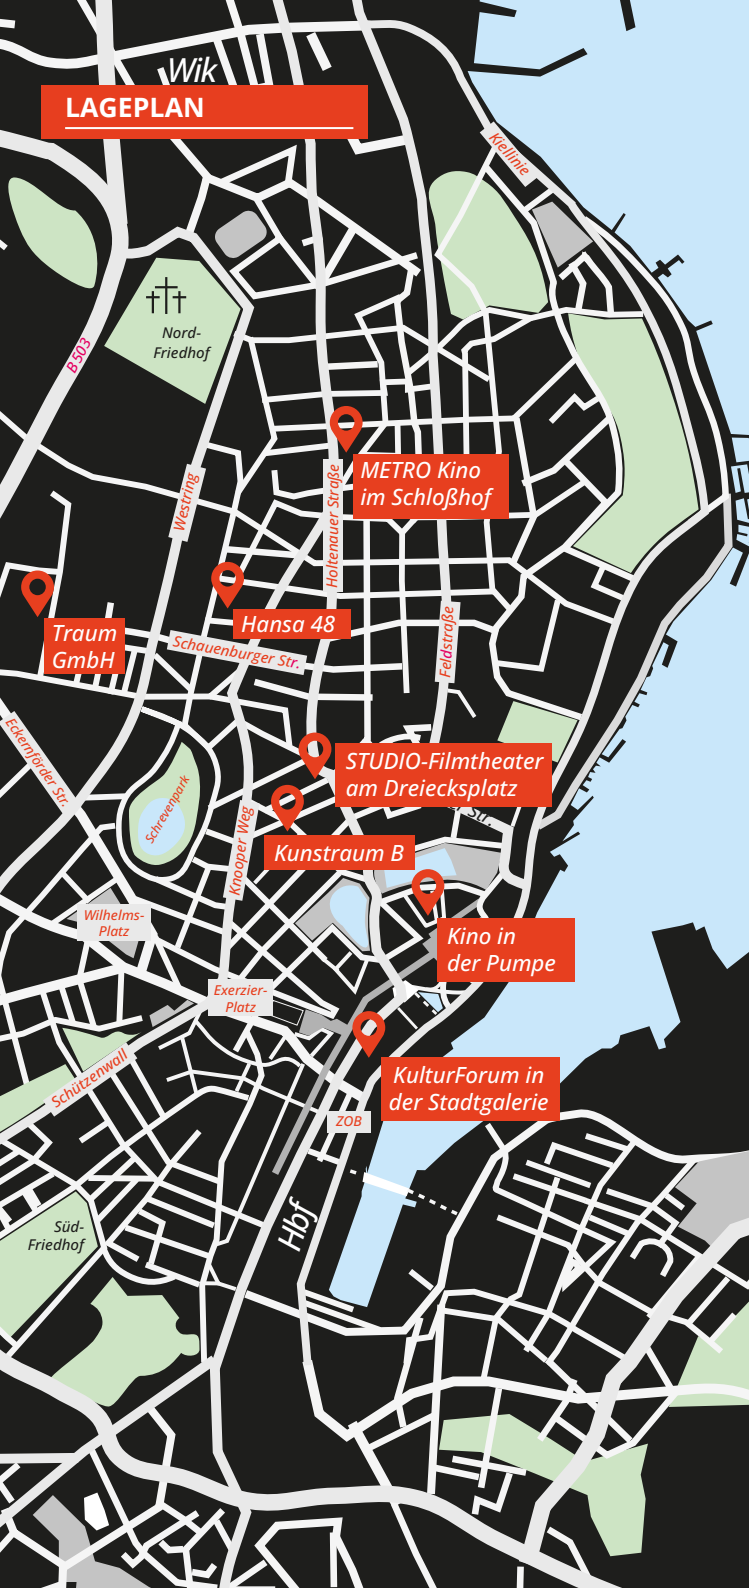 Wik
LAGEPLAN
Kiellinie
Nord-
Friedhof
B 503
METRO Kino
im Schloßhof
Westring
Holtenauer Straße
Hansa 48
Traum
GmbH
Schauenburger Str.
Feldstraße
Eckernförder Str.
STUDIO-Filmtheater
am Dreiecksplatz
Schrevenpark
Str.
Knooper Weg
Kunstraum B
Wilhelms-
Platz
Kino in
der Pumpe
Exerzier-
Platz
Schützenwall
KulturForum in
der Stadtgalerie
ZOB
Hbf
Süd-
Friedhof